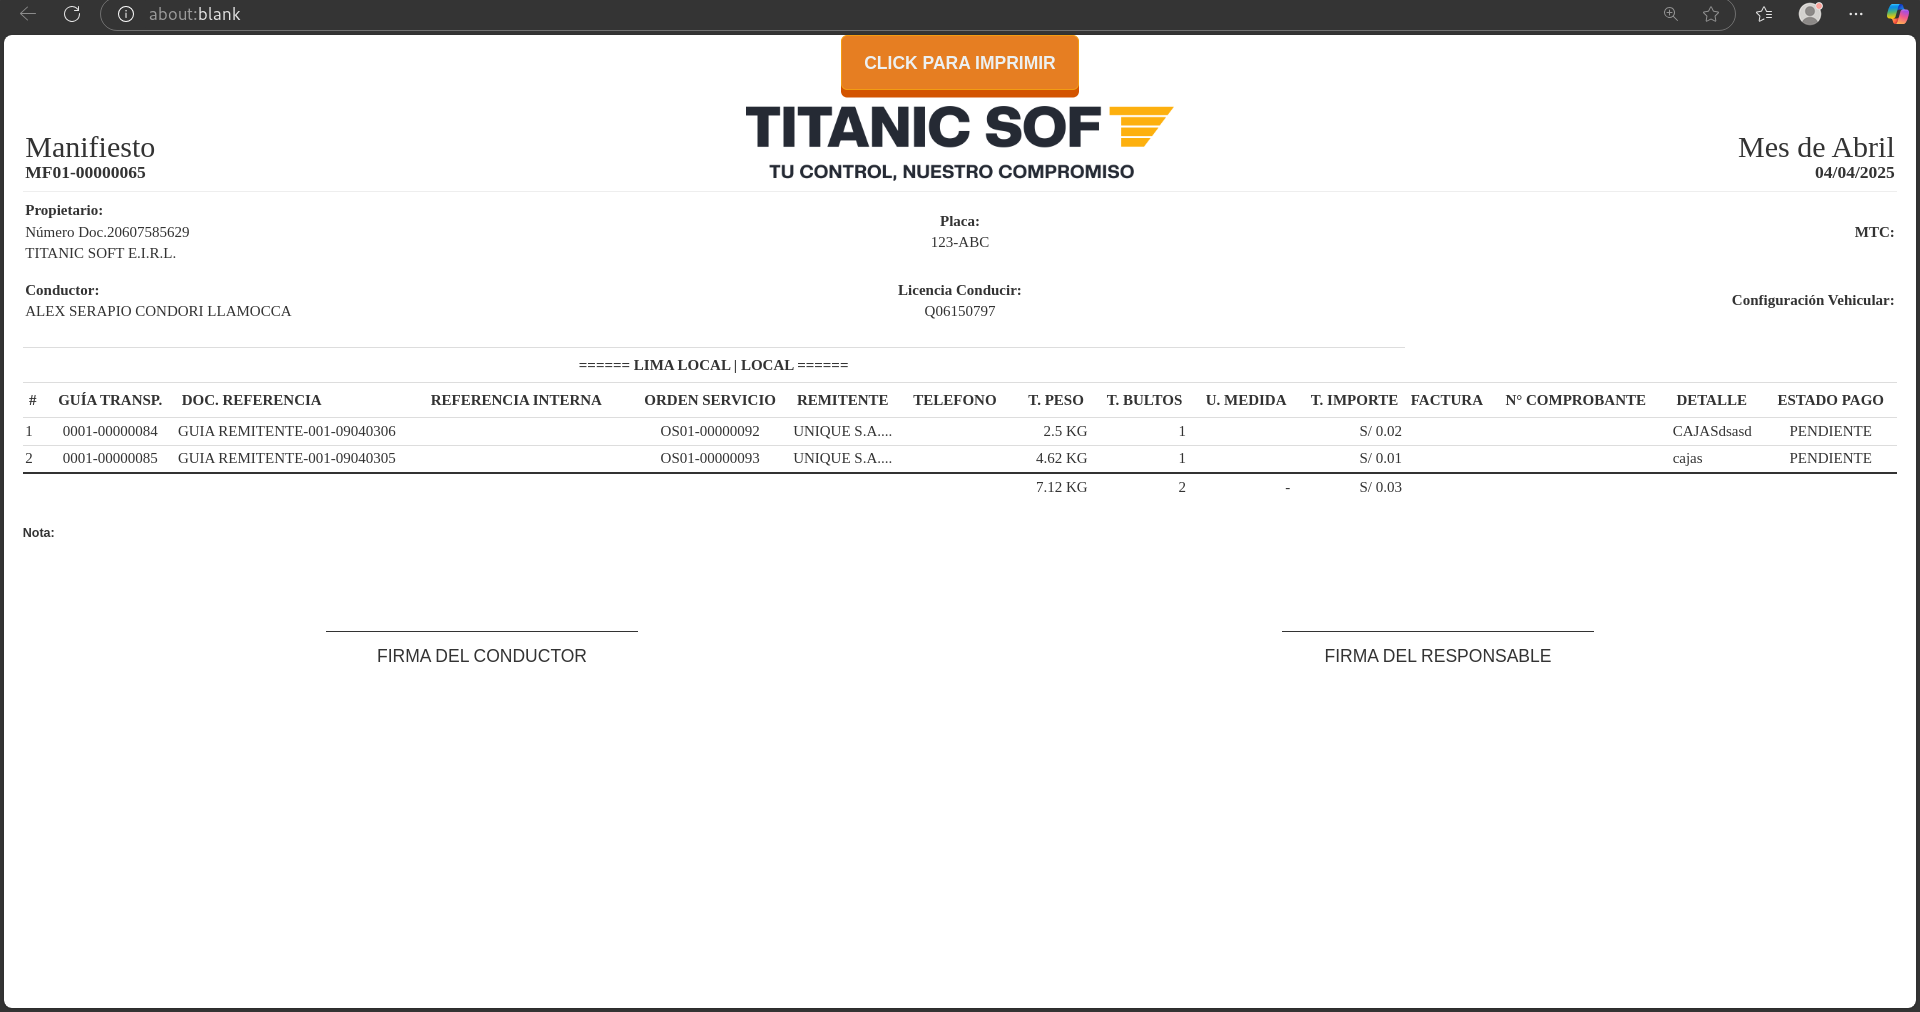 about:blank
CLICK PARA IMPRIMIR
TITANIC SOF
TU CONTROL, NUESTRO COMPROMISO
Manifiesto
MF01-00000065
Mes de Abril
04/04/2025
Propietario:
Número Doc.20607585629
TITANIC SOFT E.I.R.L.
Placa:
123-ABC
MTC:
Conductor:
ALEX SERAPIO CONDORI LLAMOCCA
Licencia Conducir:
Q06150797
Configuración Vehicular:
====== LIMA LOCAL | LOCAL ======
# GUÍA TRANSP. DOC. REFERENCIA REFERENCIA INTERNA ORDEN SERVICIO REMITENTE TELEFONO T. PESO T. BULTOS U. MEDIDA T. IMPORTE FACTURA N° COMPROBANTE DETALLE ESTADO PAGO
1 0001-00000084 GUIA REMITENTE-001-09040306 OS01-00000092 UNIQUE S.A.... 2.5 KG 1 S/ 0.02 CAJASdsasd PENDIENTE
2 0001-00000085 GUIA REMITENTE-001-09040305 OS01-00000093 UNIQUE S.A.... 4.62 KG 1 S/ 0.01 cajas PENDIENTE
7.12 KG 2 - S/ 0.03
Nota:
FIRMA DEL CONDUCTOR
FIRMA DEL RESPONSABLE